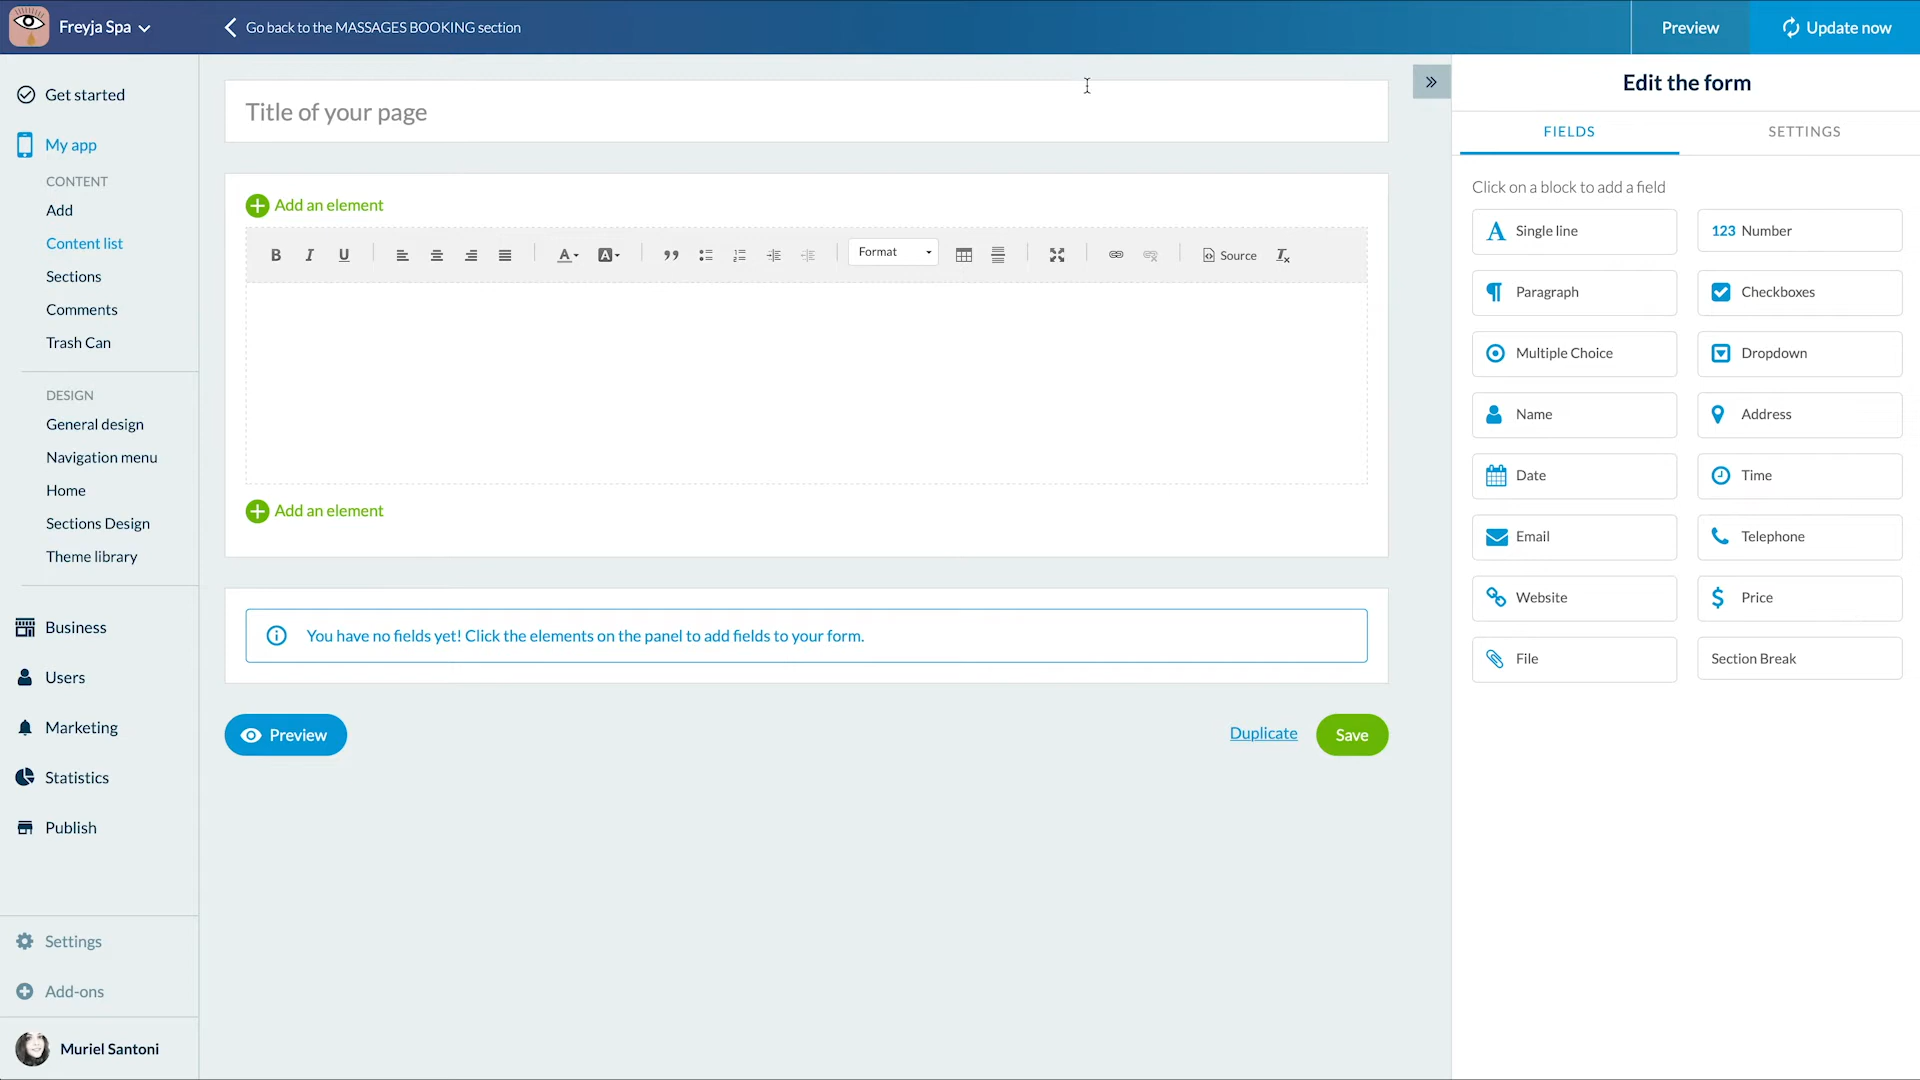 Freyja Spa
Go back to the MASSAGES BOOKING section
Preview
Update now
Get started
My app
CONTENT
Add
Content list
Sections
Comments
Trash Can
DESIGN
General design
Navigation menu
Home
Sections Design
Theme library
Business
Users
Marketing
Statistics
Publish
Settings
Add-ons
Muriel Santoni
Title of your page
Add an element
B I U
A A
Format
Source
Add an element
You have no fields yet! Click the elements on the panel to add fields to your form.
Preview
Duplicate
Save
Edit the form
FIELDS
SETTINGS
Click on a block to add a field
A Single line
123 Number
Paragraph
Checkboxes
Multiple Choice
Dropdown
Name
Address
Date
Time
Email
Telephone
Website
$ Price
File
Section Break